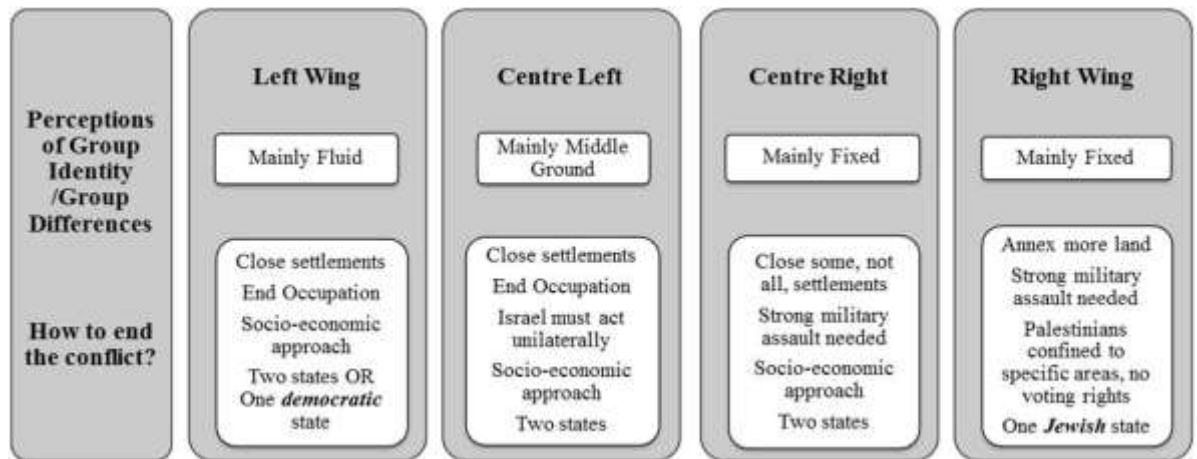 Perceptions
of Group
Identity
/Group
Differences
How to end
the conflict?
Left Wing
Mainly Fluid
Close settlements
End Occupation
Socio-economic
approach
Two states OR
One democratic
state
Centre Left
Mainly Middle
Ground
Close settlements
End Occupation
Israel must act
unilaterally
Socio-economic
approach
Two states
Centre Right
Mainly Fixed
Close some, not
all, settlements
Strong military
assault needed
Socio-economic
approach
Two states
Right Wing
Mainly Fixed
Annex more land
Strong military
assault needed
Palestinians
confined to
specific areas, no
voting rights
One Jewish state